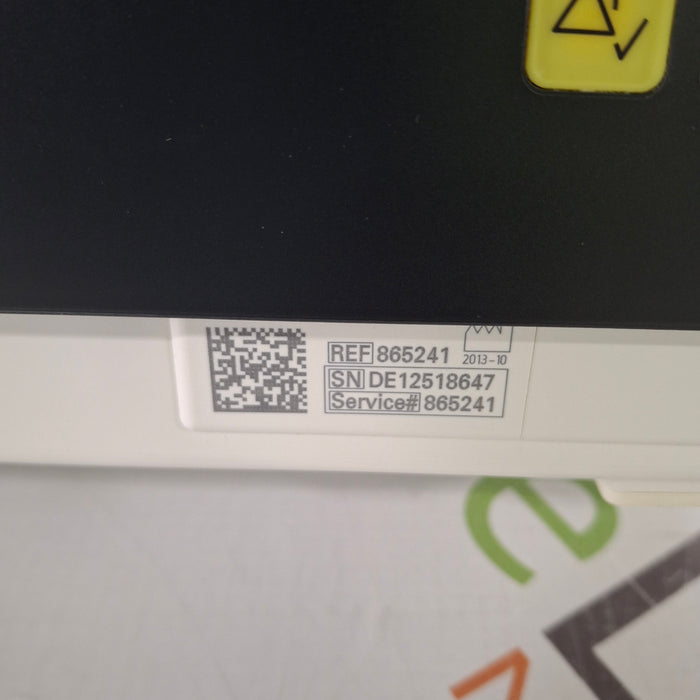 REF 865241
2013-10
SN DE12518647
Service# 865241